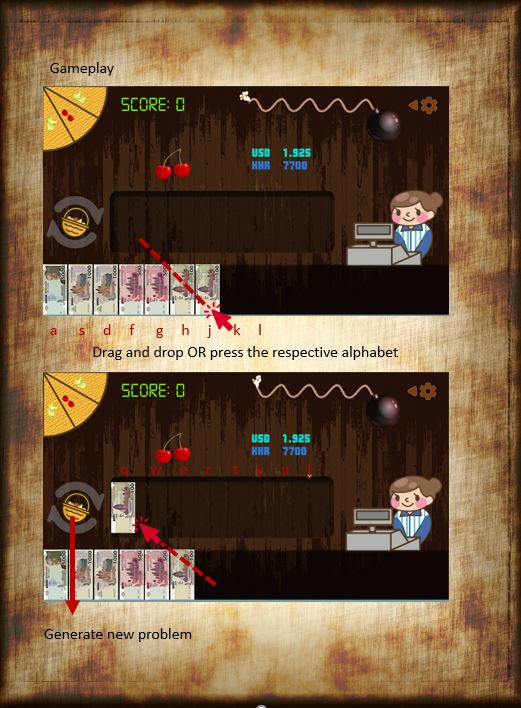 Gameplay
SCORE: 0
USD 1.925
KHR 7700
a s d f g h j k l
Drag and drop OR press the respective alphabet
SCORE: 0
USD 1.925
KHR 7700
q w e r t y u i
Generate new problem